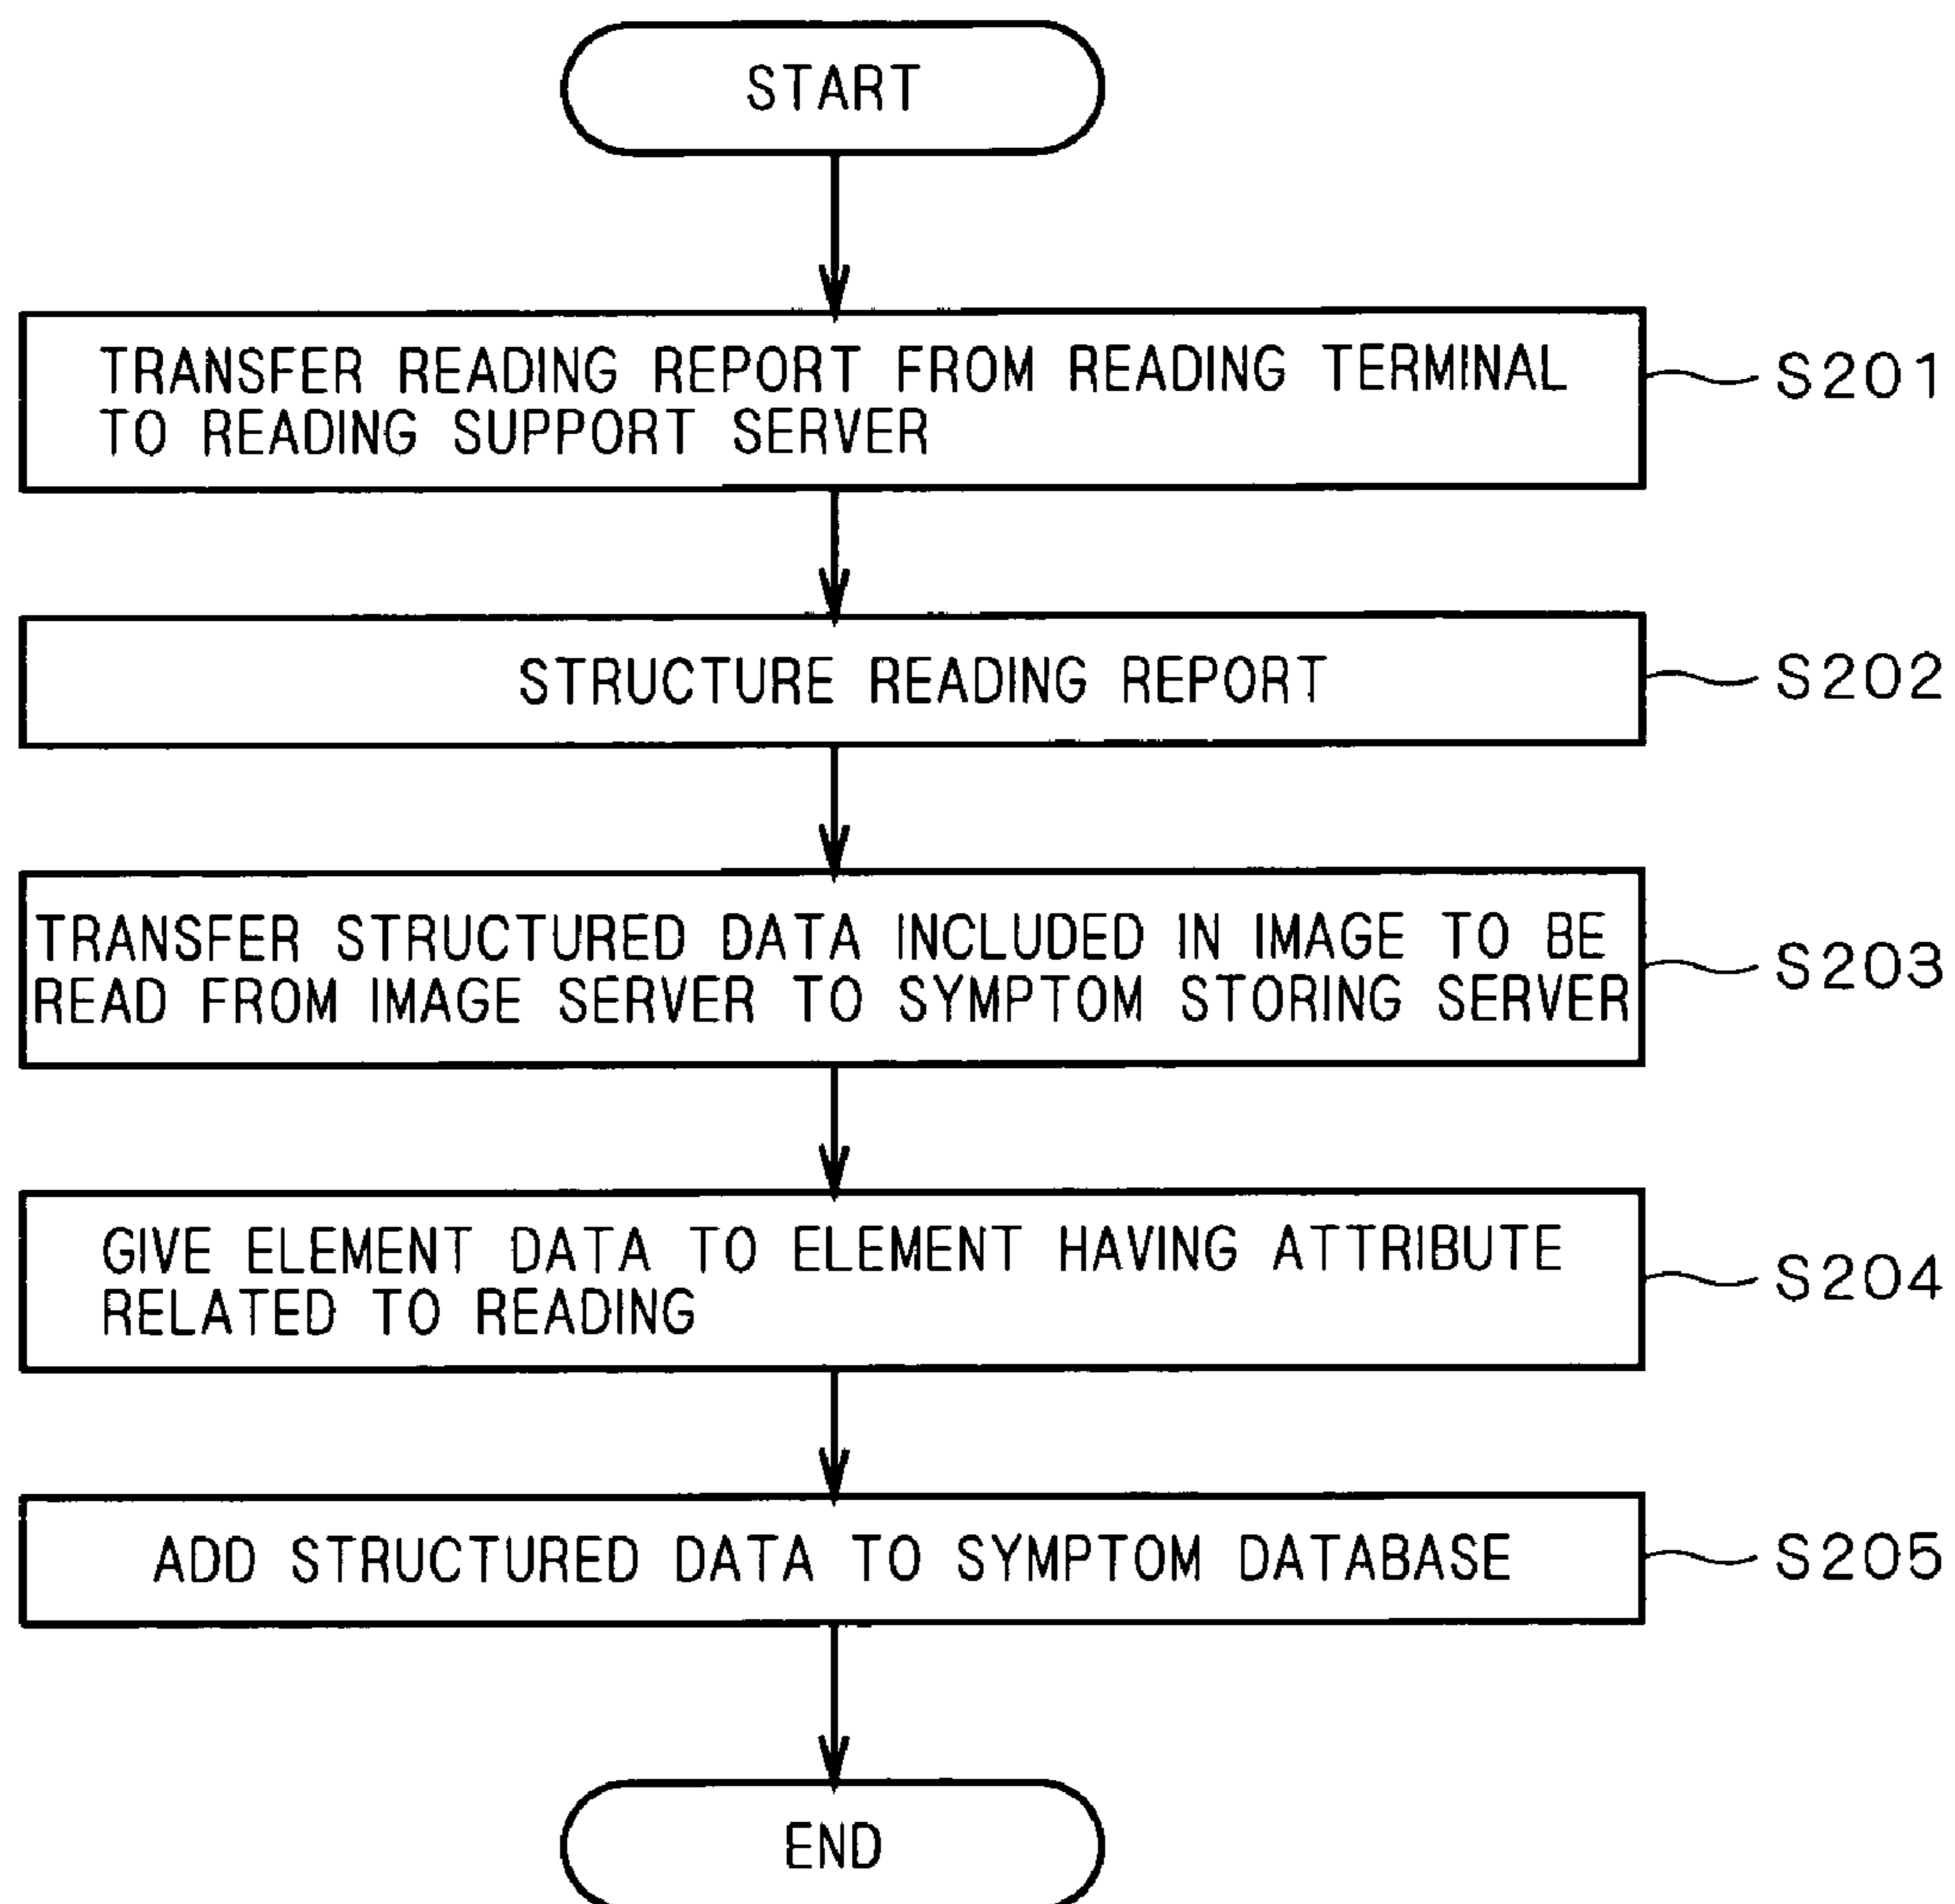 START
TRANSFER READING REPORT FROM READING TERMINAL
TO READING SUPPORT SERVER
S201
STRUCTURE READING REPORT
S202
TRANSFER STRUCTURED DATA INCLUDED IN IMAGE TO BE
READ FROM IMAGE SERVER TO SYMPTOM STORING SERVER
S203
GIVE ELEMENT DATA TO ELEMENT HAVING ATTRIBUTE
RELATED TO READING
S204
ADD STRUCTURED DATA TO SYMPTOM DATABASE
S205
END